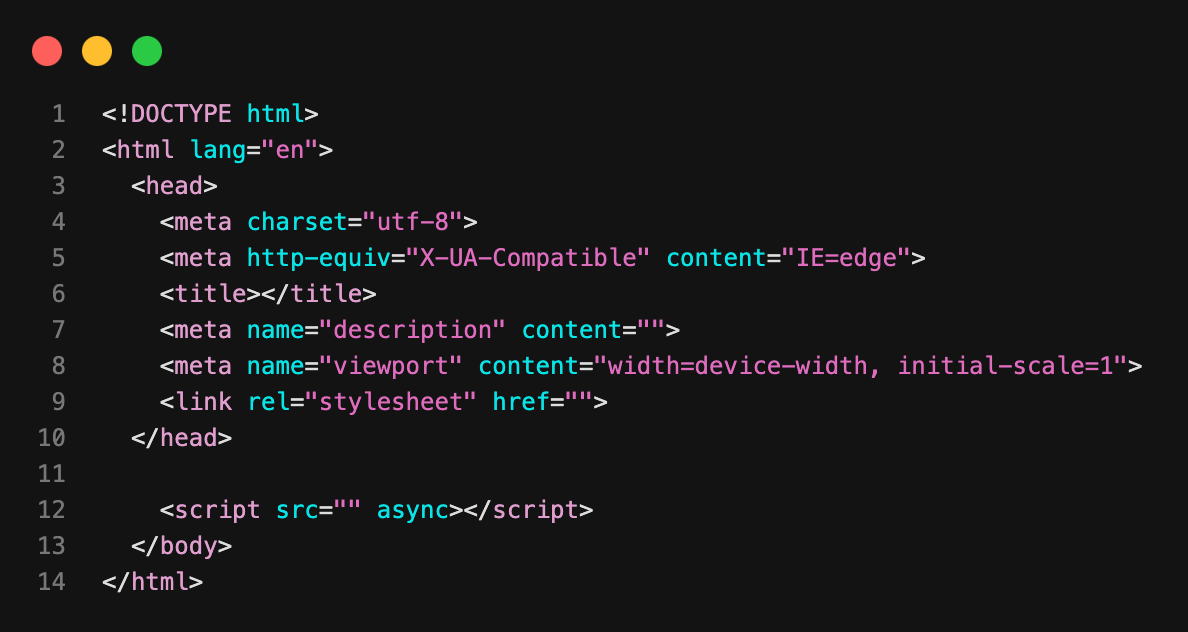 1 <!DOCTYPE html>
2 <html lang="en">
3   <head>
4     <meta charset="utf-8">
5     <meta http-equiv="X-UA-Compatible" content="IE=edge">
6     <title></title>
7     <meta name="description" content="">
8     <meta name="viewport" content="width=device-width, initial-scale=1">
9     <link rel="stylesheet" href="">
10   </head>
11
12     <script src="" async></script>
13   </body>
14 </html>